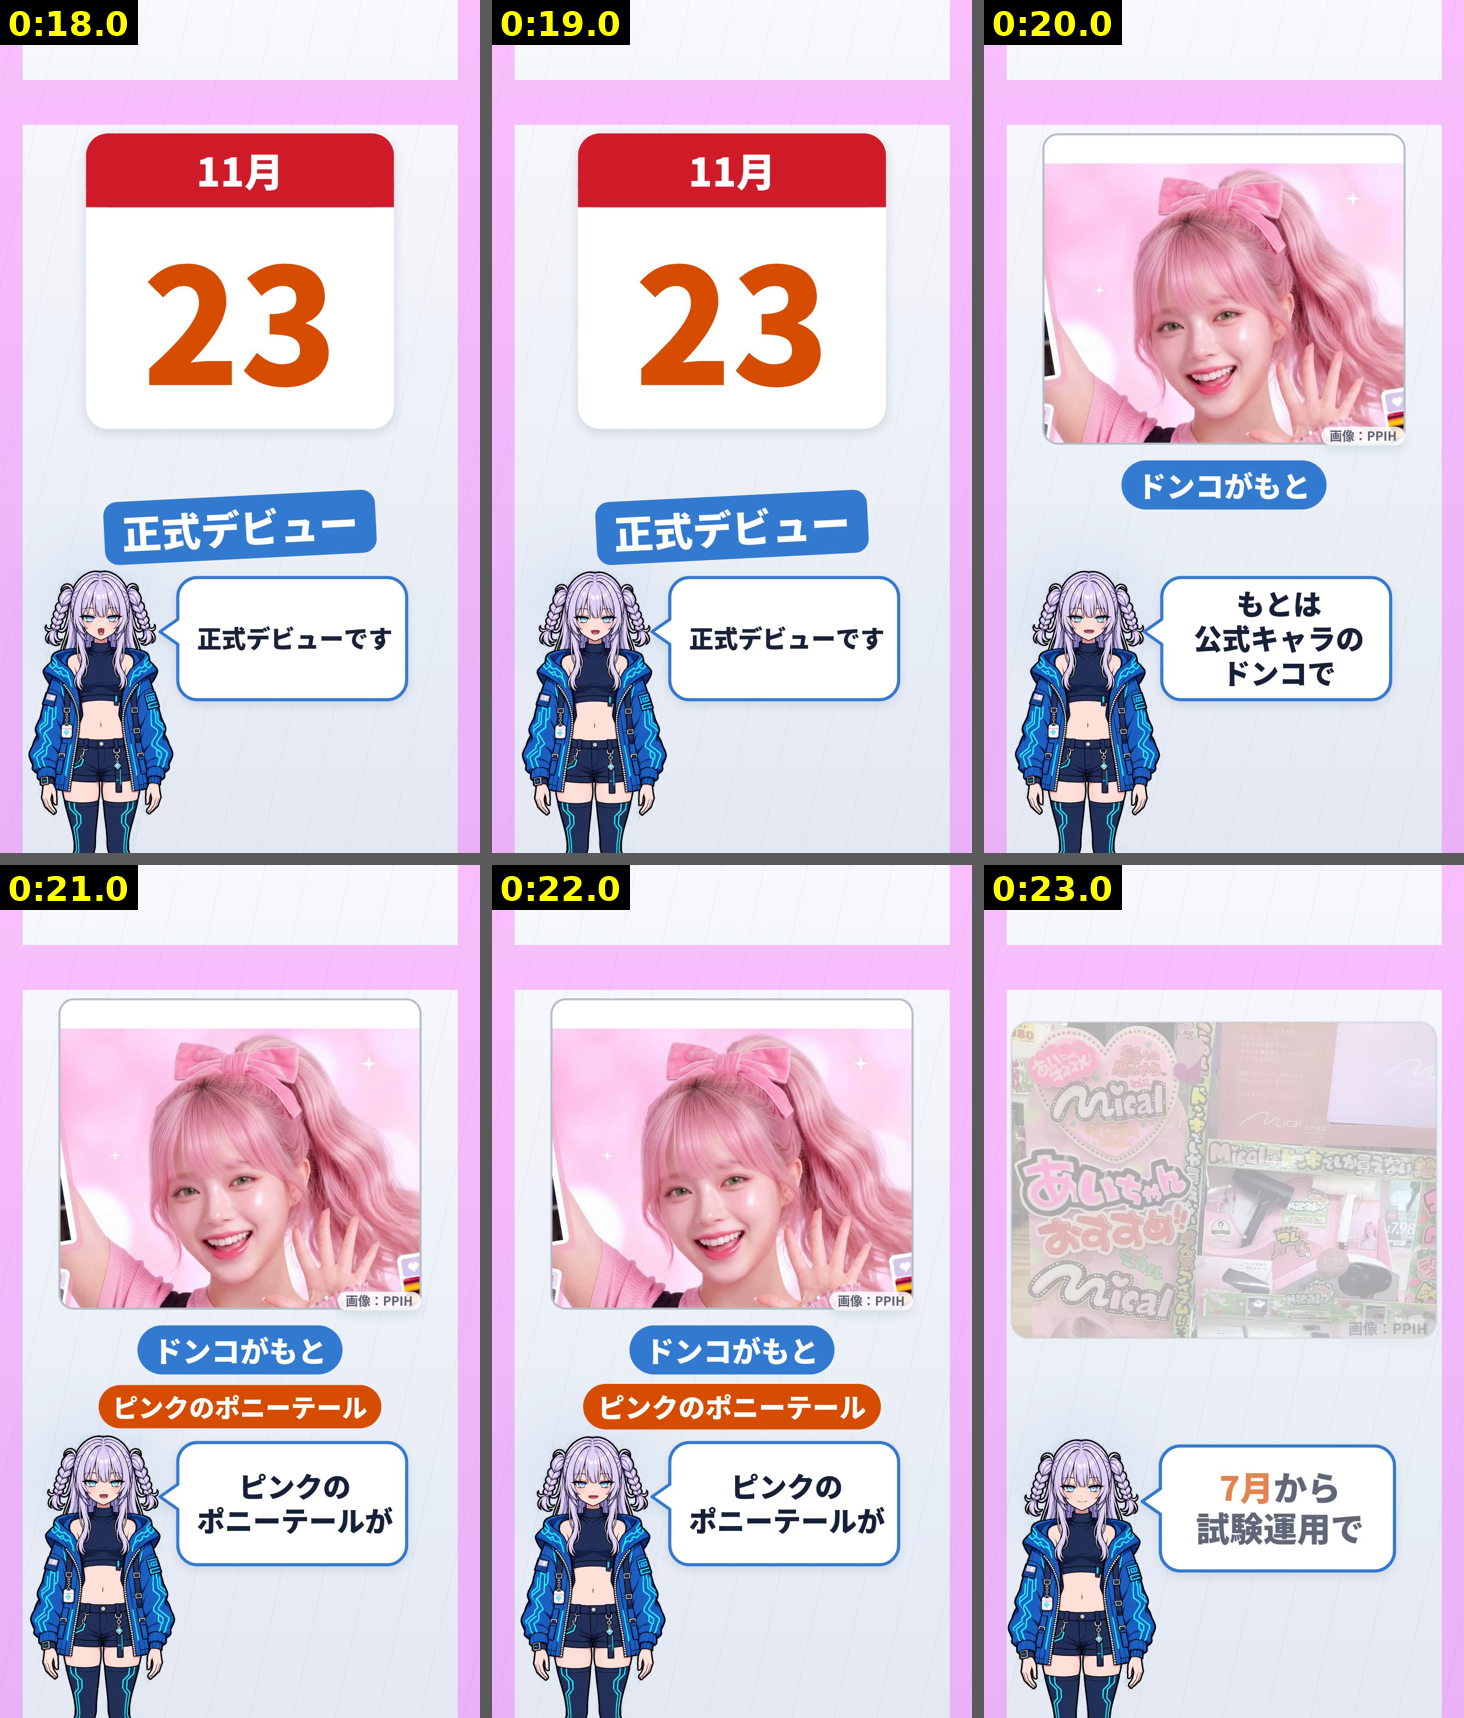 0:18.0
11月
23
正式デビュー
正式デビューです
0:19.0
11月
23
正式デビュー
正式デビューです
0:20.0
画像：PPIH
ドンコがもと
もとは
公式キャラの
ドンコで
0:21.0
画像：PPIH
ドンコがもと
ピンクのポニーテール
ピンクの
ポニーテールが
0:22.0
画像：PPIH
ドンコがもと
ピンクのポニーテール
ピンクの
ポニーテールが
0:23.0
Mical
あいちゃん
おすすめ!!
Mical
Mical
画像：PPIH
7月から
試験運用で